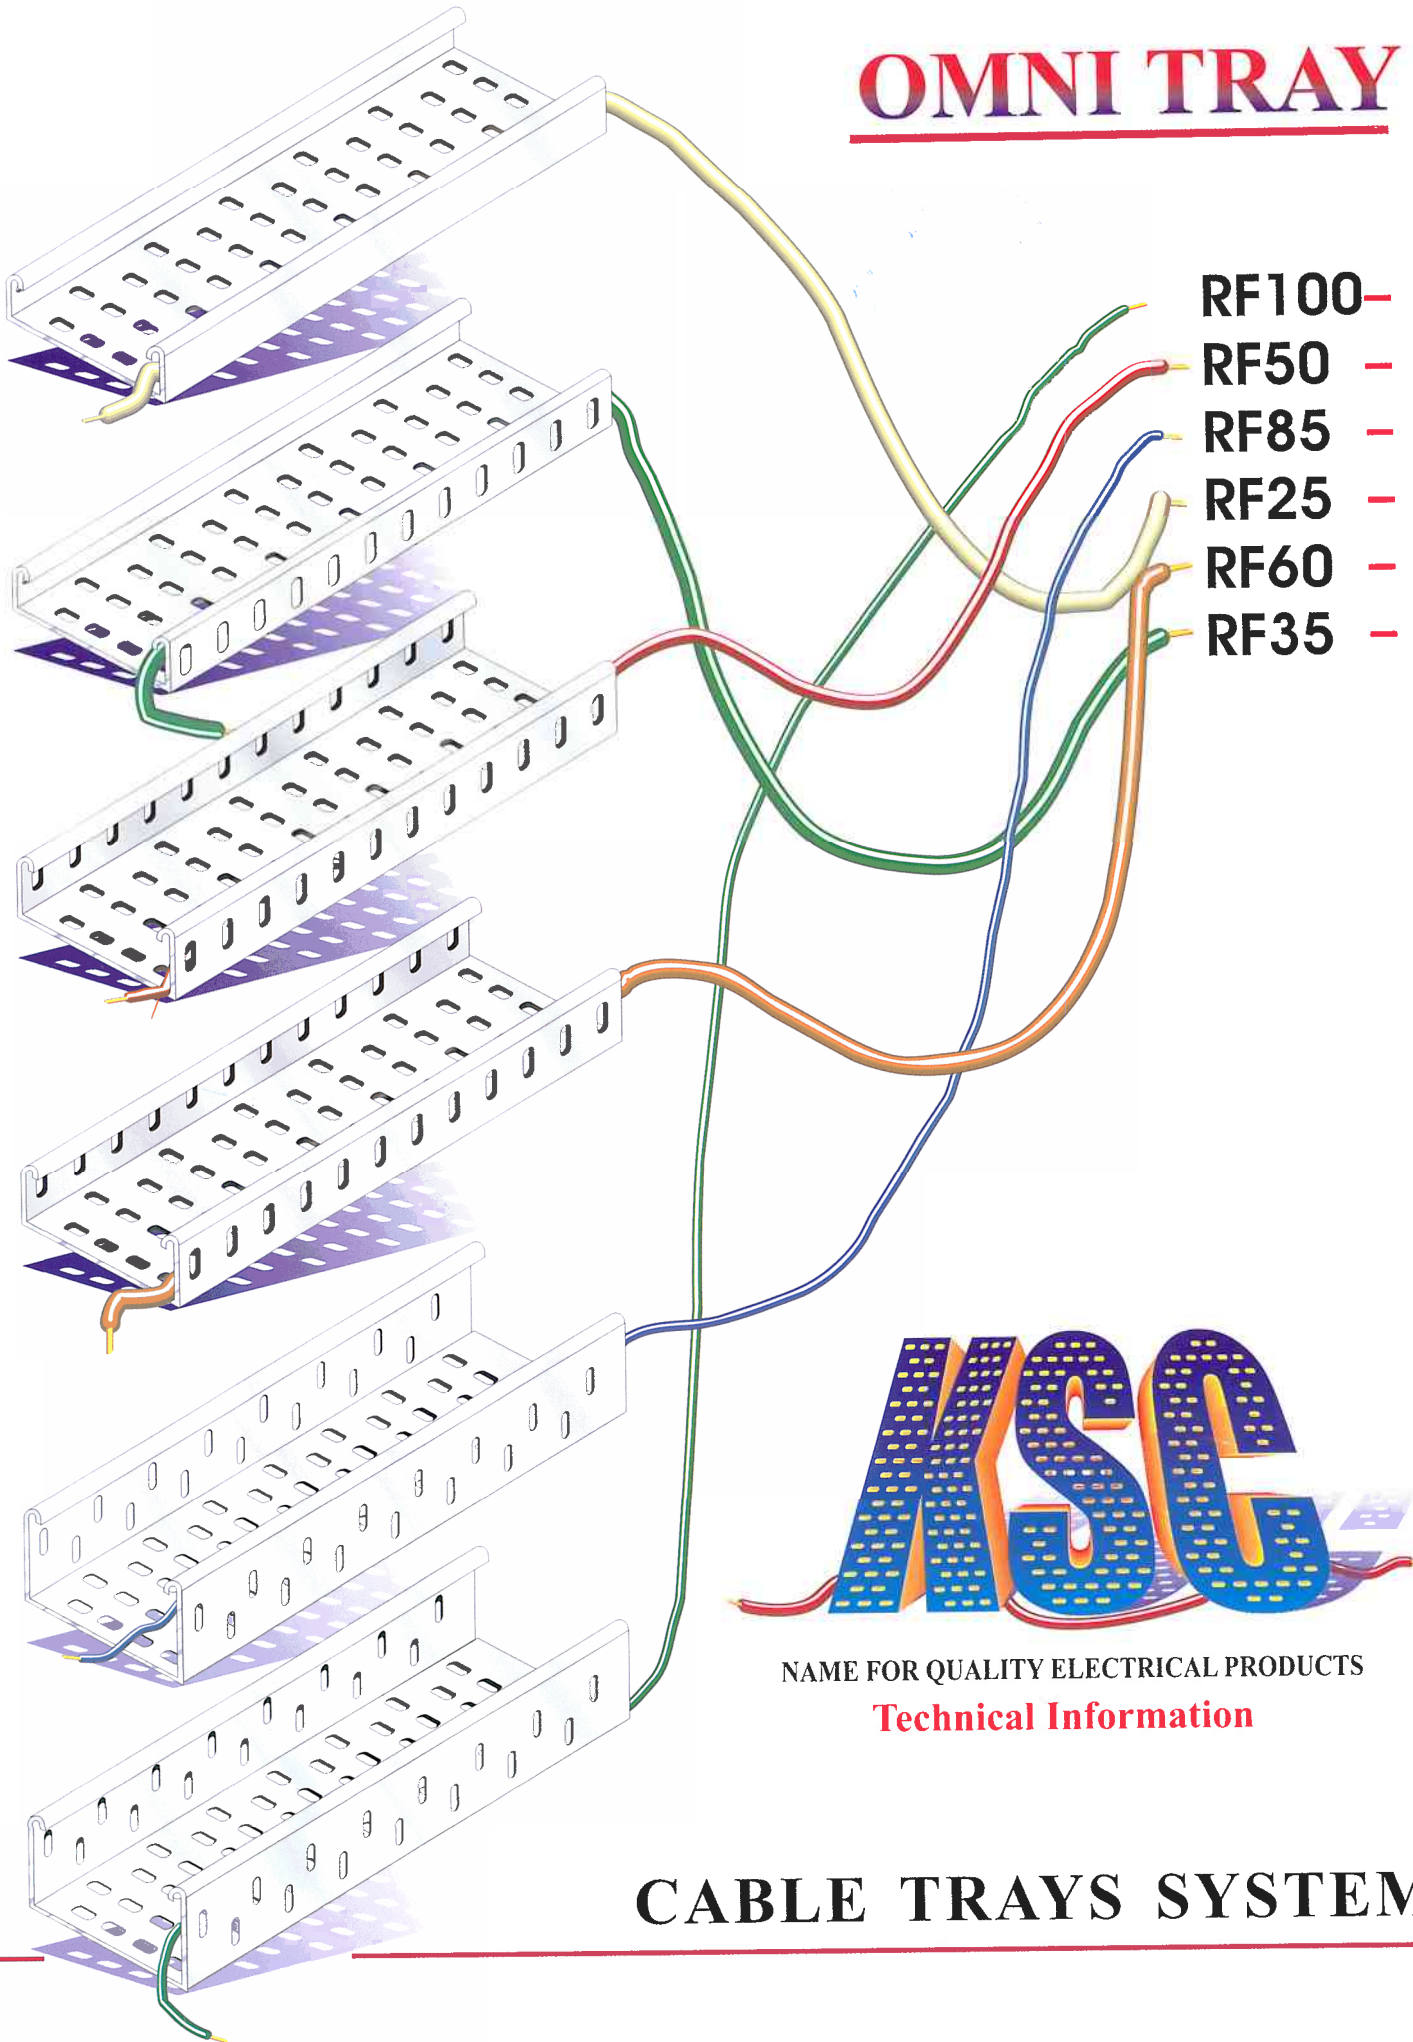 OMNI TRAY
RF100-
RF50 -
RF85 -
RF25 -
RF60 -
RF35 -
KSC
NAME FOR QUALITY ELECTRICAL PRODUCTS
Technical Information
CABLE TRAYS SYSTEM